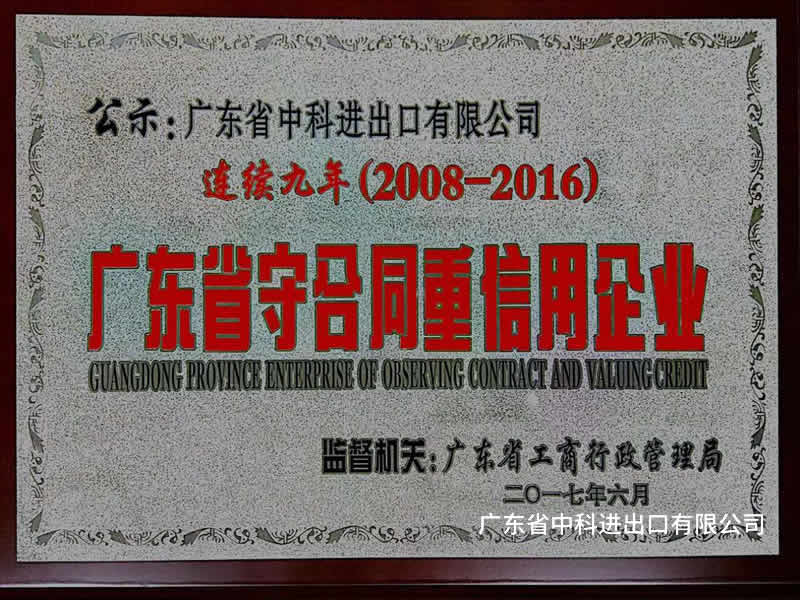 公示:广东省中科进出口有限公司
连续九年(2008-2016)
广东省守合同重信用企业
GUANGDONG PROVINCE ENTERPRISE OF OBSERVING CONTRACT AND VALUING CREDIT
监督机关:广东省工商行政管理局
二〇一七年六月
广东省中科进出口有限公司